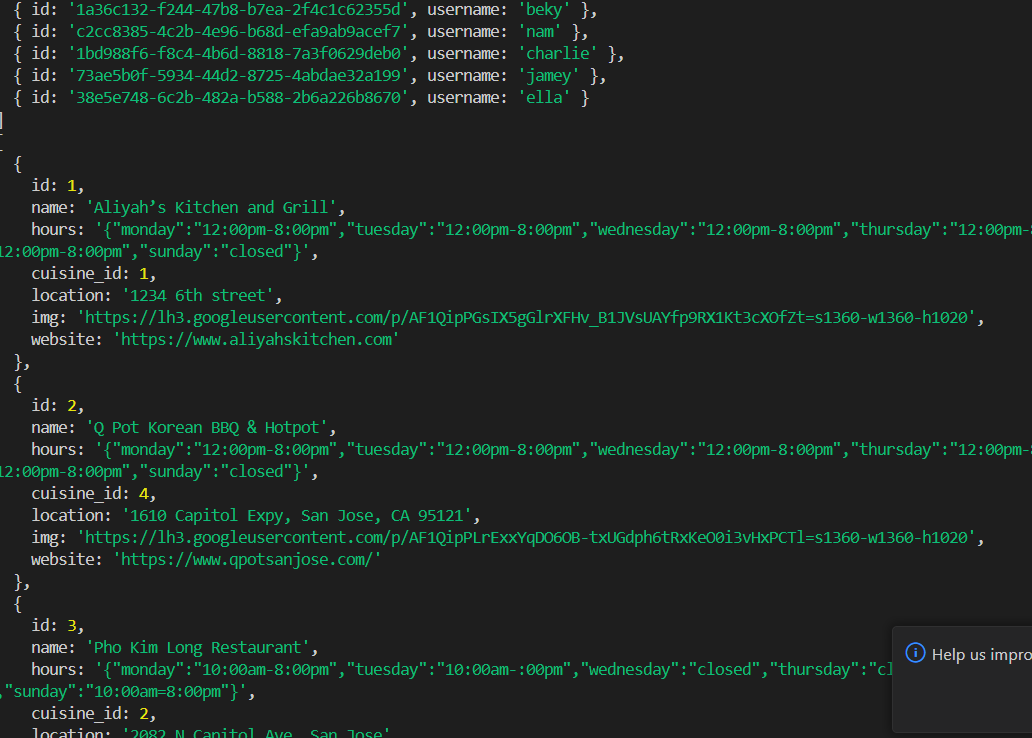 { id: '1a36c132-f244-47b8-b7ea-2f4c1c62355d', username: 'beky' },
{ id: 'c2cc8385-4c2b-4e96-b68d-efa9ab9acef7', username: 'nam' },
{ id: '1bd988f6-f8c4-4b6d-8818-7a3f0629deb0', username: 'charlie' },
{ id: '73ae5b0f-5934-44d2-8725-4abdae32a199', username: 'jamey' },
{ id: '38e5e748-6c2b-482a-b588-2b6a226b8670', username: 'ella' }
]
{
id: 1,
name: 'Aliyah’s Kitchen and Grill',
hours: '{"monday":"12:00pm-8:00pm","tuesday":"12:00pm-8:00pm","wednesday":"12:00pm-8:00pm","thursday":"12:00pm-8
12:00pm-8:00pm","sunday":"closed"}',
cuisine_id: 1,
location: '1234 6th street',
img: 'https://lh3.googleusercontent.com/p/AF1QipPGsIX5gGlrXFHv_B1JVsUAYfp9RX1Kt3cXOfZt=s1360-w1360-h1020',
website: 'https://www.aliyahskitchen.com'
},
{
id: 2,
name: 'Q Pot Korean BBQ & Hotpot',
hours: '{"monday":"12:00pm-8:00pm","tuesday":"12:00pm-8:00pm","wednesday":"12:00pm-8:00pm","thursday":"12:00pm-8
12:00pm-8:00pm","sunday":"closed"}',
cuisine_id: 4,
location: '1610 Capitol Expy, San Jose, CA 95121',
img: 'https://lh3.googleusercontent.com/p/AF1QipPLrExxYqDO6OB-txUGdph6tRxKeO0i3vHxPCTl=s1360-w1360-h1020',
website: 'https://www.qpotsanjose.com/'
},
{
id: 3,
name: 'Pho Kim Long Restaurant',
hours: '{"monday":"10:00am-8:00pm","tuesday":"10:00am-:00pm","wednesday":"closed","thursday":"cl
,"sunday":"10:00am=8:00pm"}',
cuisine_id: 2,
location: '2082 N Capitol Ave, San Jose'
Help us impro